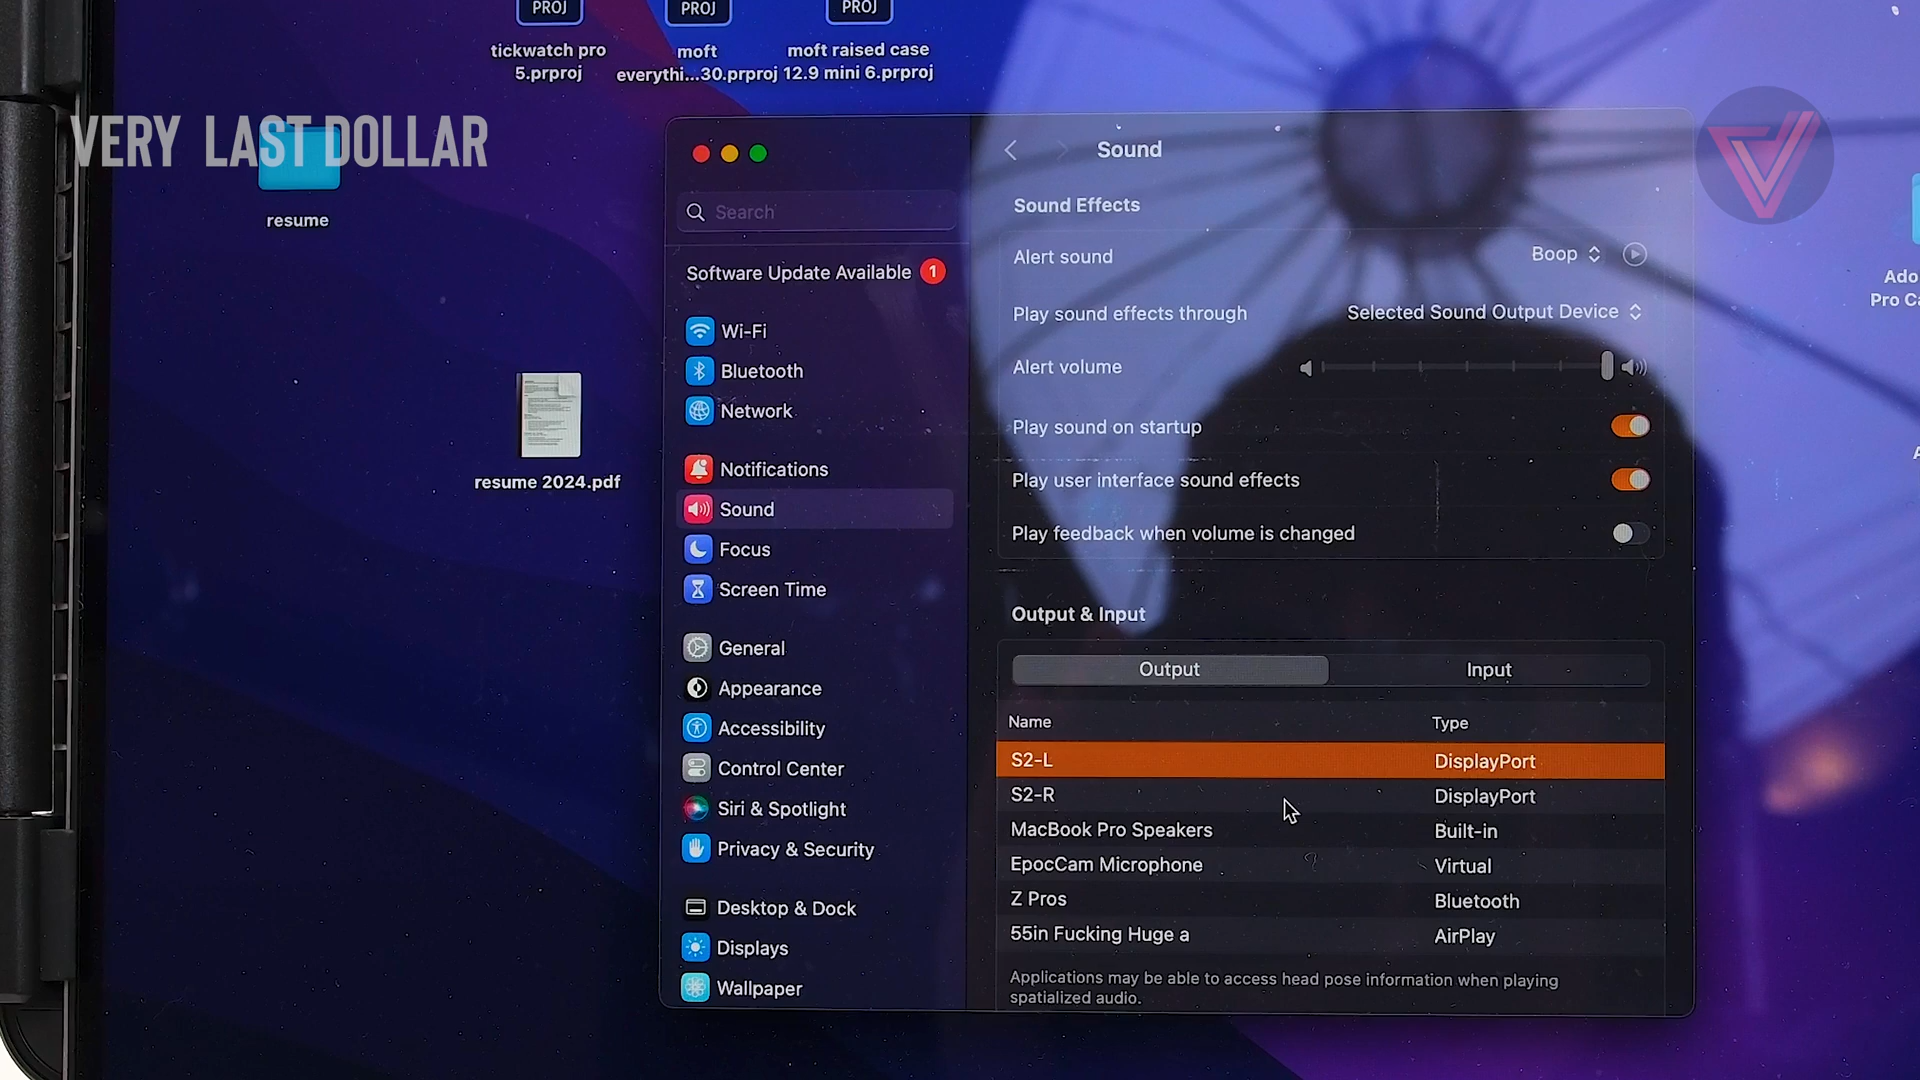 PROJ
PROJ
PROJ
tickwatch pro
5.prproj
moft
everythi...30.prproj
moft raised case
12.9 mini 6.prproj
VERY LAST DOLLAR
resume
resume 2024.pdf
Search
Software Update Available 1
Wi-Fi
Bluetooth
Network
Notifications
Sound
Focus
Screen Time
General
Appearance
Accessibility
Control Center
Siri & Spotlight
Privacy & Security
Desktop & Dock
Displays
Wallpaper
Sound
Sound Effects
Alert sound Boop
Play sound effects through Selected Sound Output Device
Alert volume
Play sound on startup
Play user interface sound effects
Play feedback when volume is changed
Output & Input
Output Input
Name Type
S2-L DisplayPort
S2-R DisplayPort
MacBook Pro Speakers Built-in
EpocCam Microphone Virtual
Z Pros Bluetooth
55in Fucking Huge a AirPlay
Applications may be able to access head pose information when playing
spatialized audio.
Ado
Pro Ca